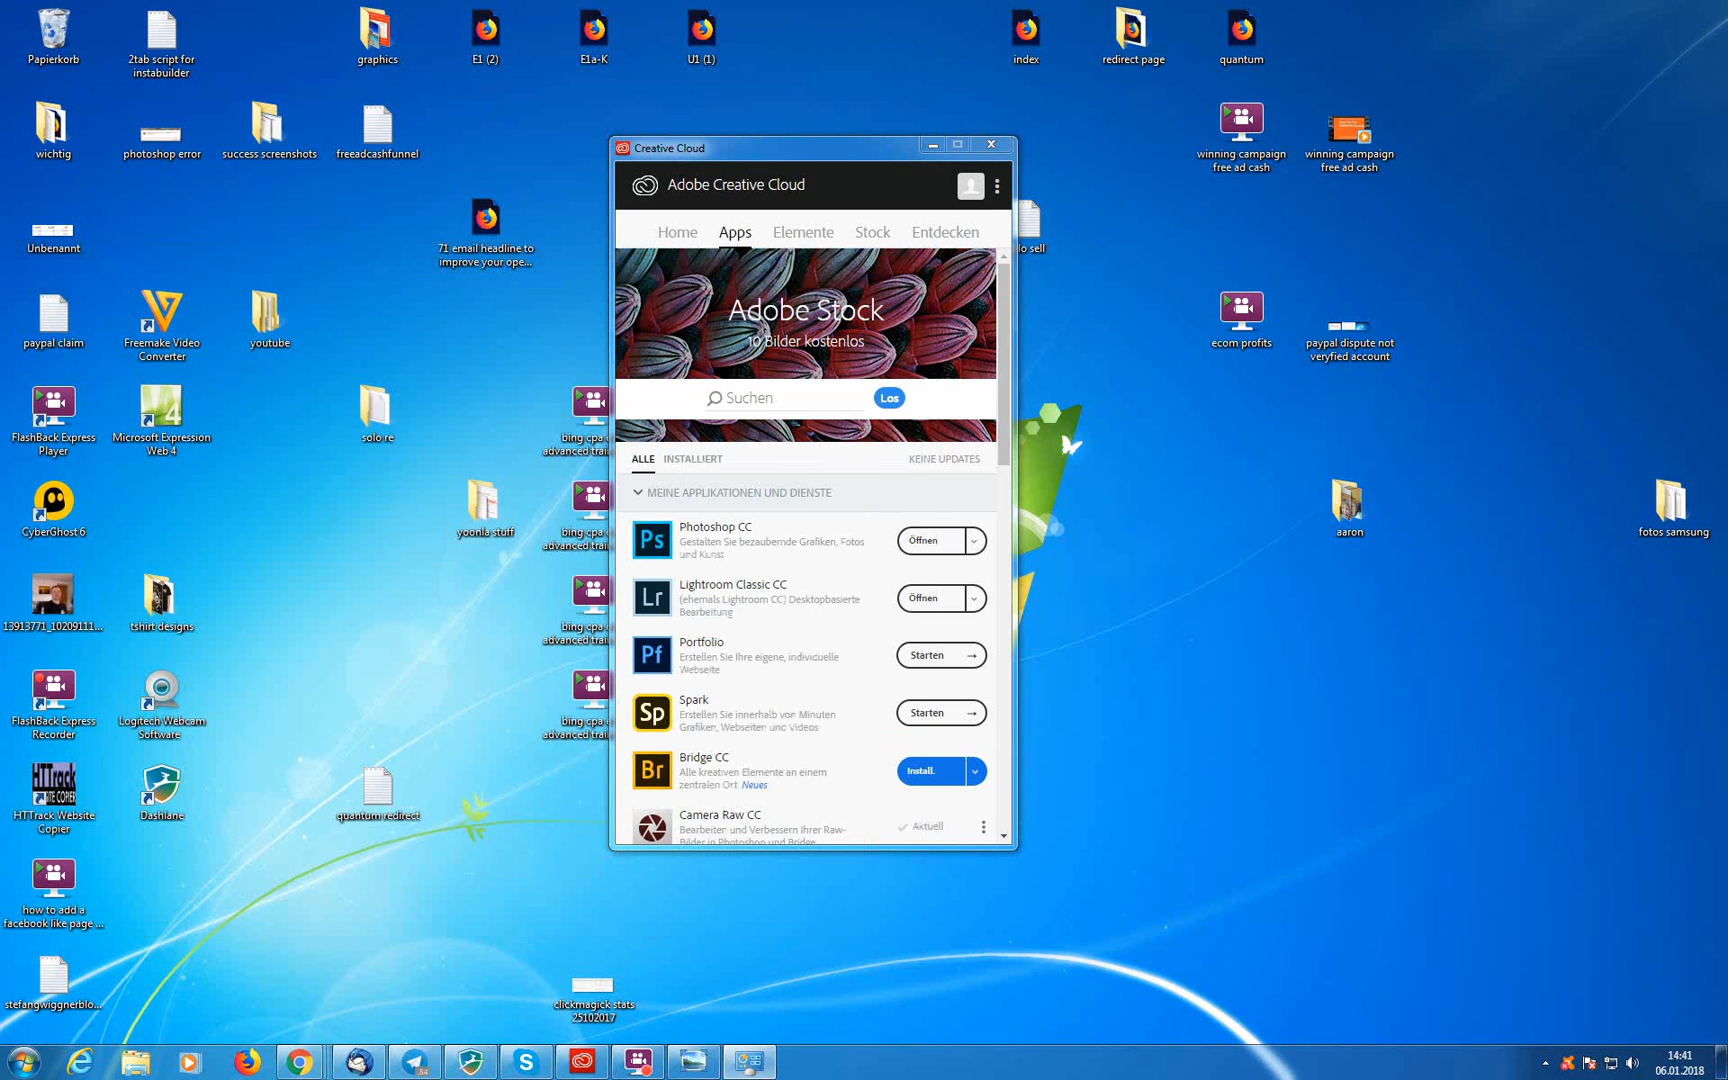 Papierkorb
2tab script for
instabuilder
graphics
E1 (2)
E1a-K
U1 (1)
index
redirect page
quantum
wichtig
photoshop error
success screenshots
freeadcashfunnel
winning campaign
free ad cash
winning campaign
free ad cash
Unbenannt
71 email headline to
improve your ope...
lo sell
paypal claim
Freemake Video
Converter
youtube
ecom profits
paypal dispute not
veryfied account
FlashBack Express
Player
Microsoft Expression
Web 4
solo re
bing cpa
advanced trai
CyberGhost 6
yoonla stuff
bing cpa
advanced trai
aaron
fotos samsung
13913771_10209111...
tshirt designs
bing cpa
advanced trai
FlashBack Express
Recorder
Logitech Webcam
Software
bing cpa
advanced trai
HTTrack
SITE COPIER
HTTrack Website
Copier
Dashlane
quantum redirect
how to add a
facebook like page ...
stefangwiggnerblo...
clickmagick stats
25102017
Creative Cloud
Adobe Creative Cloud
Home
Apps
Elemente
Stock
Entdecken
Adobe Stock
10 Bilder kostenlos
Suchen
Los
ALLE
INSTALLIERT
KEINE UPDATES
MEINE APPLIKATIONEN UND DIENSTE
Ps
Photoshop CC
Gestalten Sie bezaubernde Grafiken, Fotos
und Kunst
Öffnen
Lr
Lightroom Classic CC
(ehemals Lightroom CC) Desktopbasierte
Bearbeitung
Öffnen
Pf
Portfolio
Erstellen Sie Ihre eigene, individuelle
Webseite
Starten
Sp
Spark
Erstellen Sie innerhalb von Minuten
Grafiken, Webseiten und Videos
Starten
Br
Bridge CC
Alle kreativen Elemente an einem
zentralen Ort Neues
Install.
Camera Raw CC
Bearbeiten und Verbessern Ihrer Raw-
Bilder in Photoshop und Bridge
Aktuell
54
14:41
06.01.2018